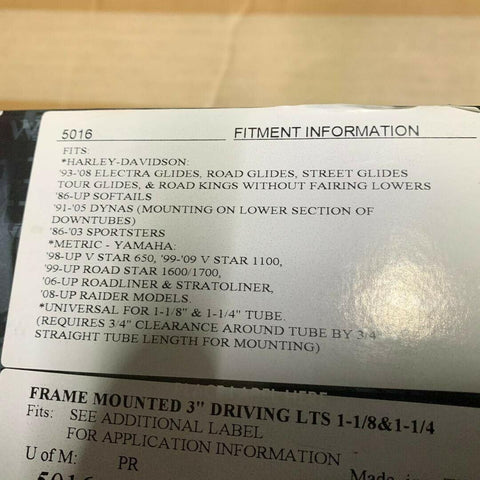 5016 FITMENT INFORMATION
FITS:
*HARLEY-DAVIDSON:
'93-'08 ELECTRA GLIDES, ROAD GLIDES, STREET GLIDES
TOUR GLIDES, & ROAD KINGS WITHOUT FAIRING LOWERS
'86-UP SOFTAILS
'91-'05 DYNAS (MOUNTING ON LOWER SECTION OF
DOWNTUBES)
'86-'03 SPORTSTERS
*METRIC - YAMAHA:
'98-UP V STAR 650, '99-'09 V STAR 1100,
'99-UP ROAD STAR 1600/1700,
'06-UP ROADLINER & STRATOLINER,
'08-UP RAIDER MODELS.
*UNIVERSAL FOR 1-1/8" & 1-1/4" TUBE.
(REQUIRES 3/4" CLEARANCE AROUND TUBE BY 3/4"
STRAIGHT TUBE LENGTH FOR MOUNTING)
FRAME MOUNTED 3" DRIVING LTS 1-1/8&1-1/4
Fits: SEE ADDITIONAL LABEL
FOR APPLICATION INFORMATION
U of M: PR
5016 Made in